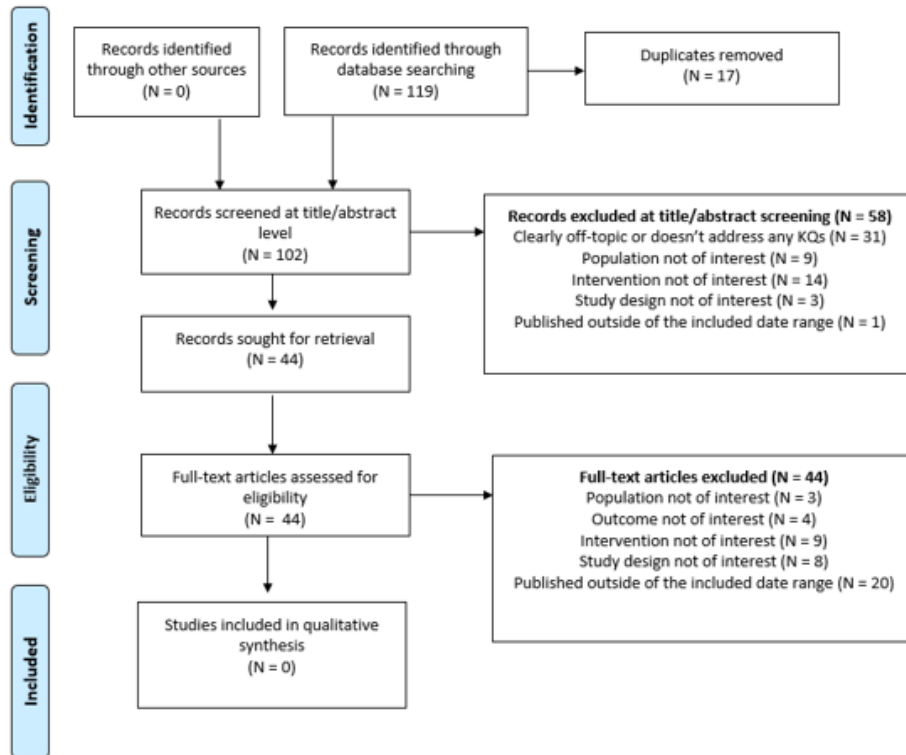 Identification
Records identified
through other sources
(N = 0)
Records identified through
database searching
(N = 119)
Duplicates removed
(N = 17)
Screening
Records screened at title/abstract
level
(N = 102)
Records excluded at title/abstract screening (N = 58)
Clearly off-topic or doesn't address any KQs (N = 31)
Population not of interest (N = 9)
Intervention not of interest (N = 14)
Study design not of interest (N = 3)
Published outside of the included date range (N = 1)
Records sought for retrieval
(N = 44)
Eligibility
Full-text articles assessed for
eligibility
(N = 44)
Full-text articles excluded (N = 44)
Population not of interest (N = 3)
Outcome not of interest (N = 4)
Intervention not of interest (N = 9)
Study design not of interest (N = 8)
Published outside of the included date range (N = 20)
Included
Studies included in qualitative
synthesis
(N = 0)